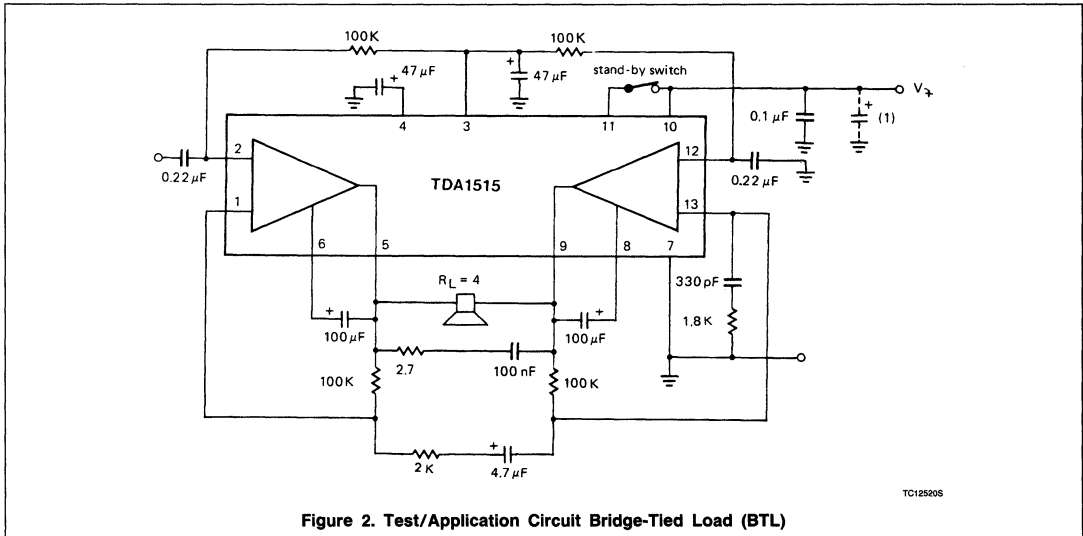 100K
100K
47 μF
+
+
47 μF
stand-by switch
V
+
(1)
0.1 μF
4
3
11
10
2
12
0.22 μF
TDA1515
0.22 μF
1
13
6
5
9
8
7
RL = 4
330 pF
+
+
100 μF
100 μF
1.8K
2.7
100 nF
100K
100K
+
2K
4.7 μF
TC12520S
Figure 2. Test/Application Circuit Bridge-Tied Load (BTL)